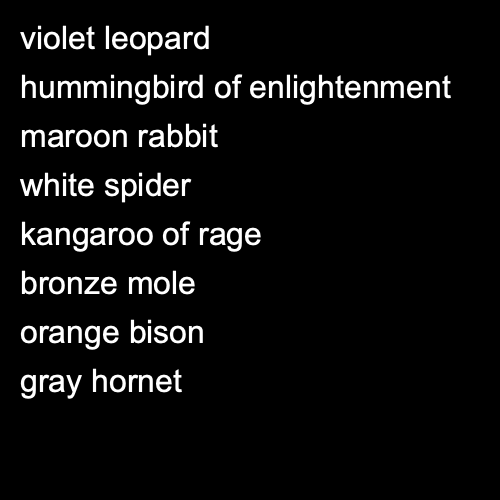 violet leopard
hummingbird of enlightenment
maroon rabbit
white spider
kangaroo of rage
bronze mole
orange bison
gray hornet